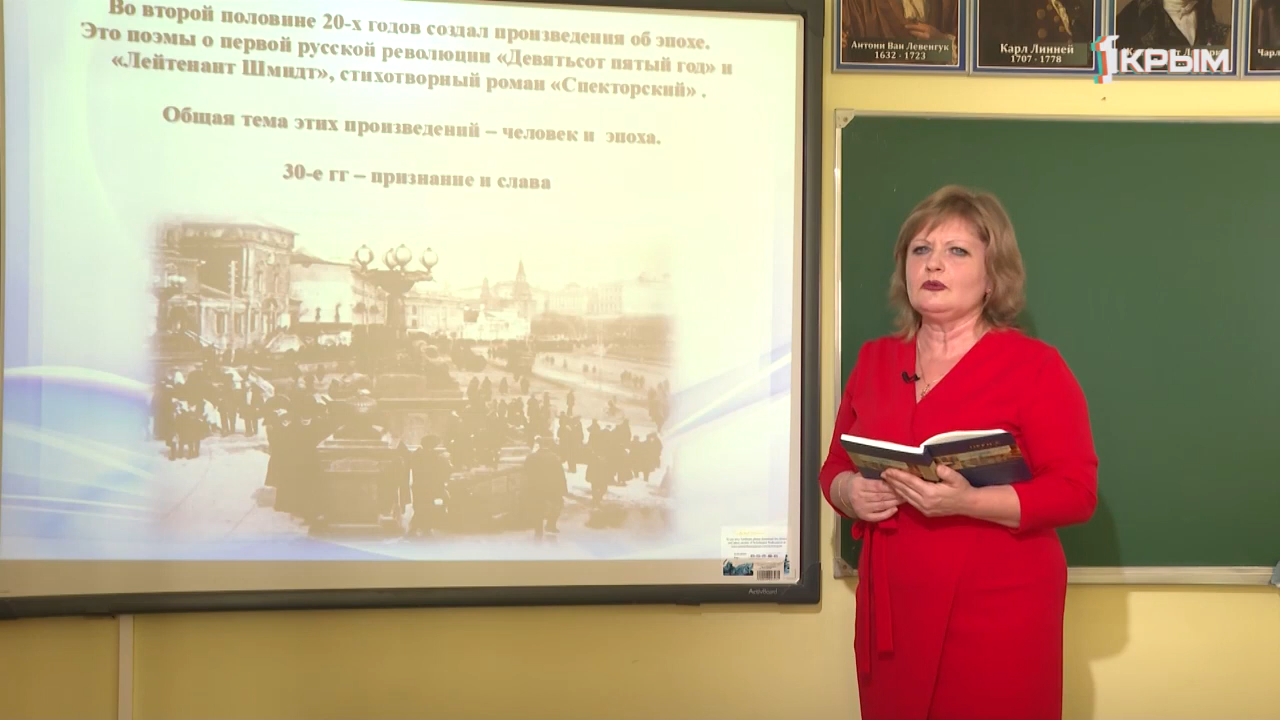 Во второй половине 20-х годов создал произведения об эпохе.
Это поэмы о первой русской революции «Девятьсот пятый год» и
«Лейтенант Шмидт», стихотворный роман «Спекторский» .
Общая тема этих произведений – человек и эпоха.
30-е гг – признание и слава
Антони Ван Левенгук
1632 - 1723
Карл Линней
1707 - 1778
1КРЫМ
ActivBoard